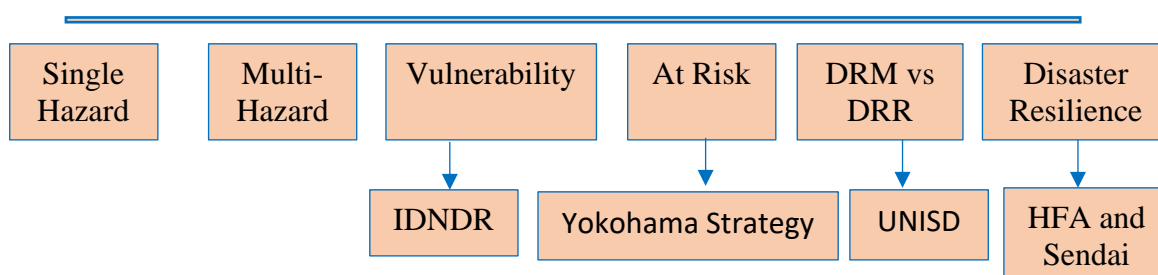 Single
Hazard
Multi-
Hazard
Vulnerability
At Risk
DRM vs
DRR
Disaster
Resilience
IDNDR
Yokohama Strategy
UNISD
HFA and
Sendai